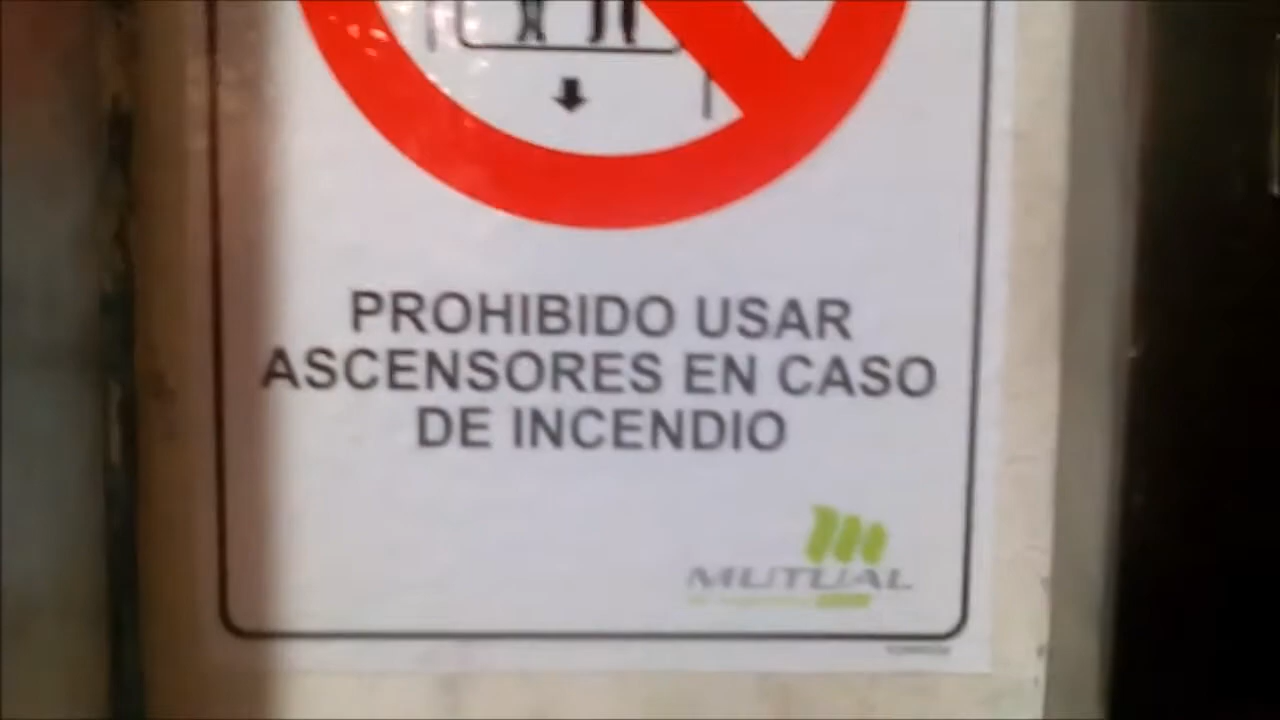 PROHIBIDO USAR
ASCENSORES EN CASO
DE INCENDIO
MUTUAL